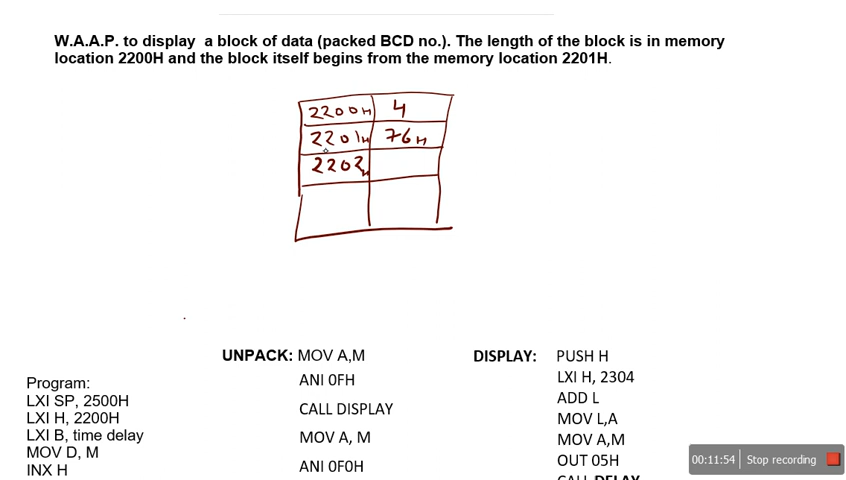 W.A.A.P. to display a block of data (packed BCD no.). The length of the block is in memory
location 2200H and the block itself begins from the memory location 2201H.
2200H 4
2201H 76H
2202H
UNPACK: MOV A,M
ANI 0FH
CALL DISPLAY
MOV A, M
ANI 0F0H
DISPLAY: PUSH H
LXI H, 2304
ADD L
MOV L,A
MOV A,M
OUT 05H
CALL DELAY
Program:
LXI SP, 2500H
LXI H, 2200H
LXI B, time delay
MOV D, M
INX H
00:11:54 Stop recording